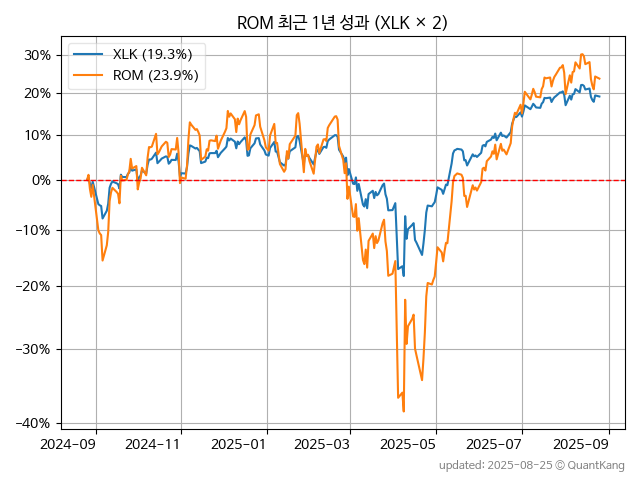 ROM 최근 1년 성과 (XLK × 2)
XLK (19.3%)
ROM (23.9%)
30%
20%
10%
0%
−10%
−20%
−30%
−40%
2024−09 2024−11 2025−01 2025−03 2025−05 2025−07 2025−09
updated: 2025-08-25 © QuantKang